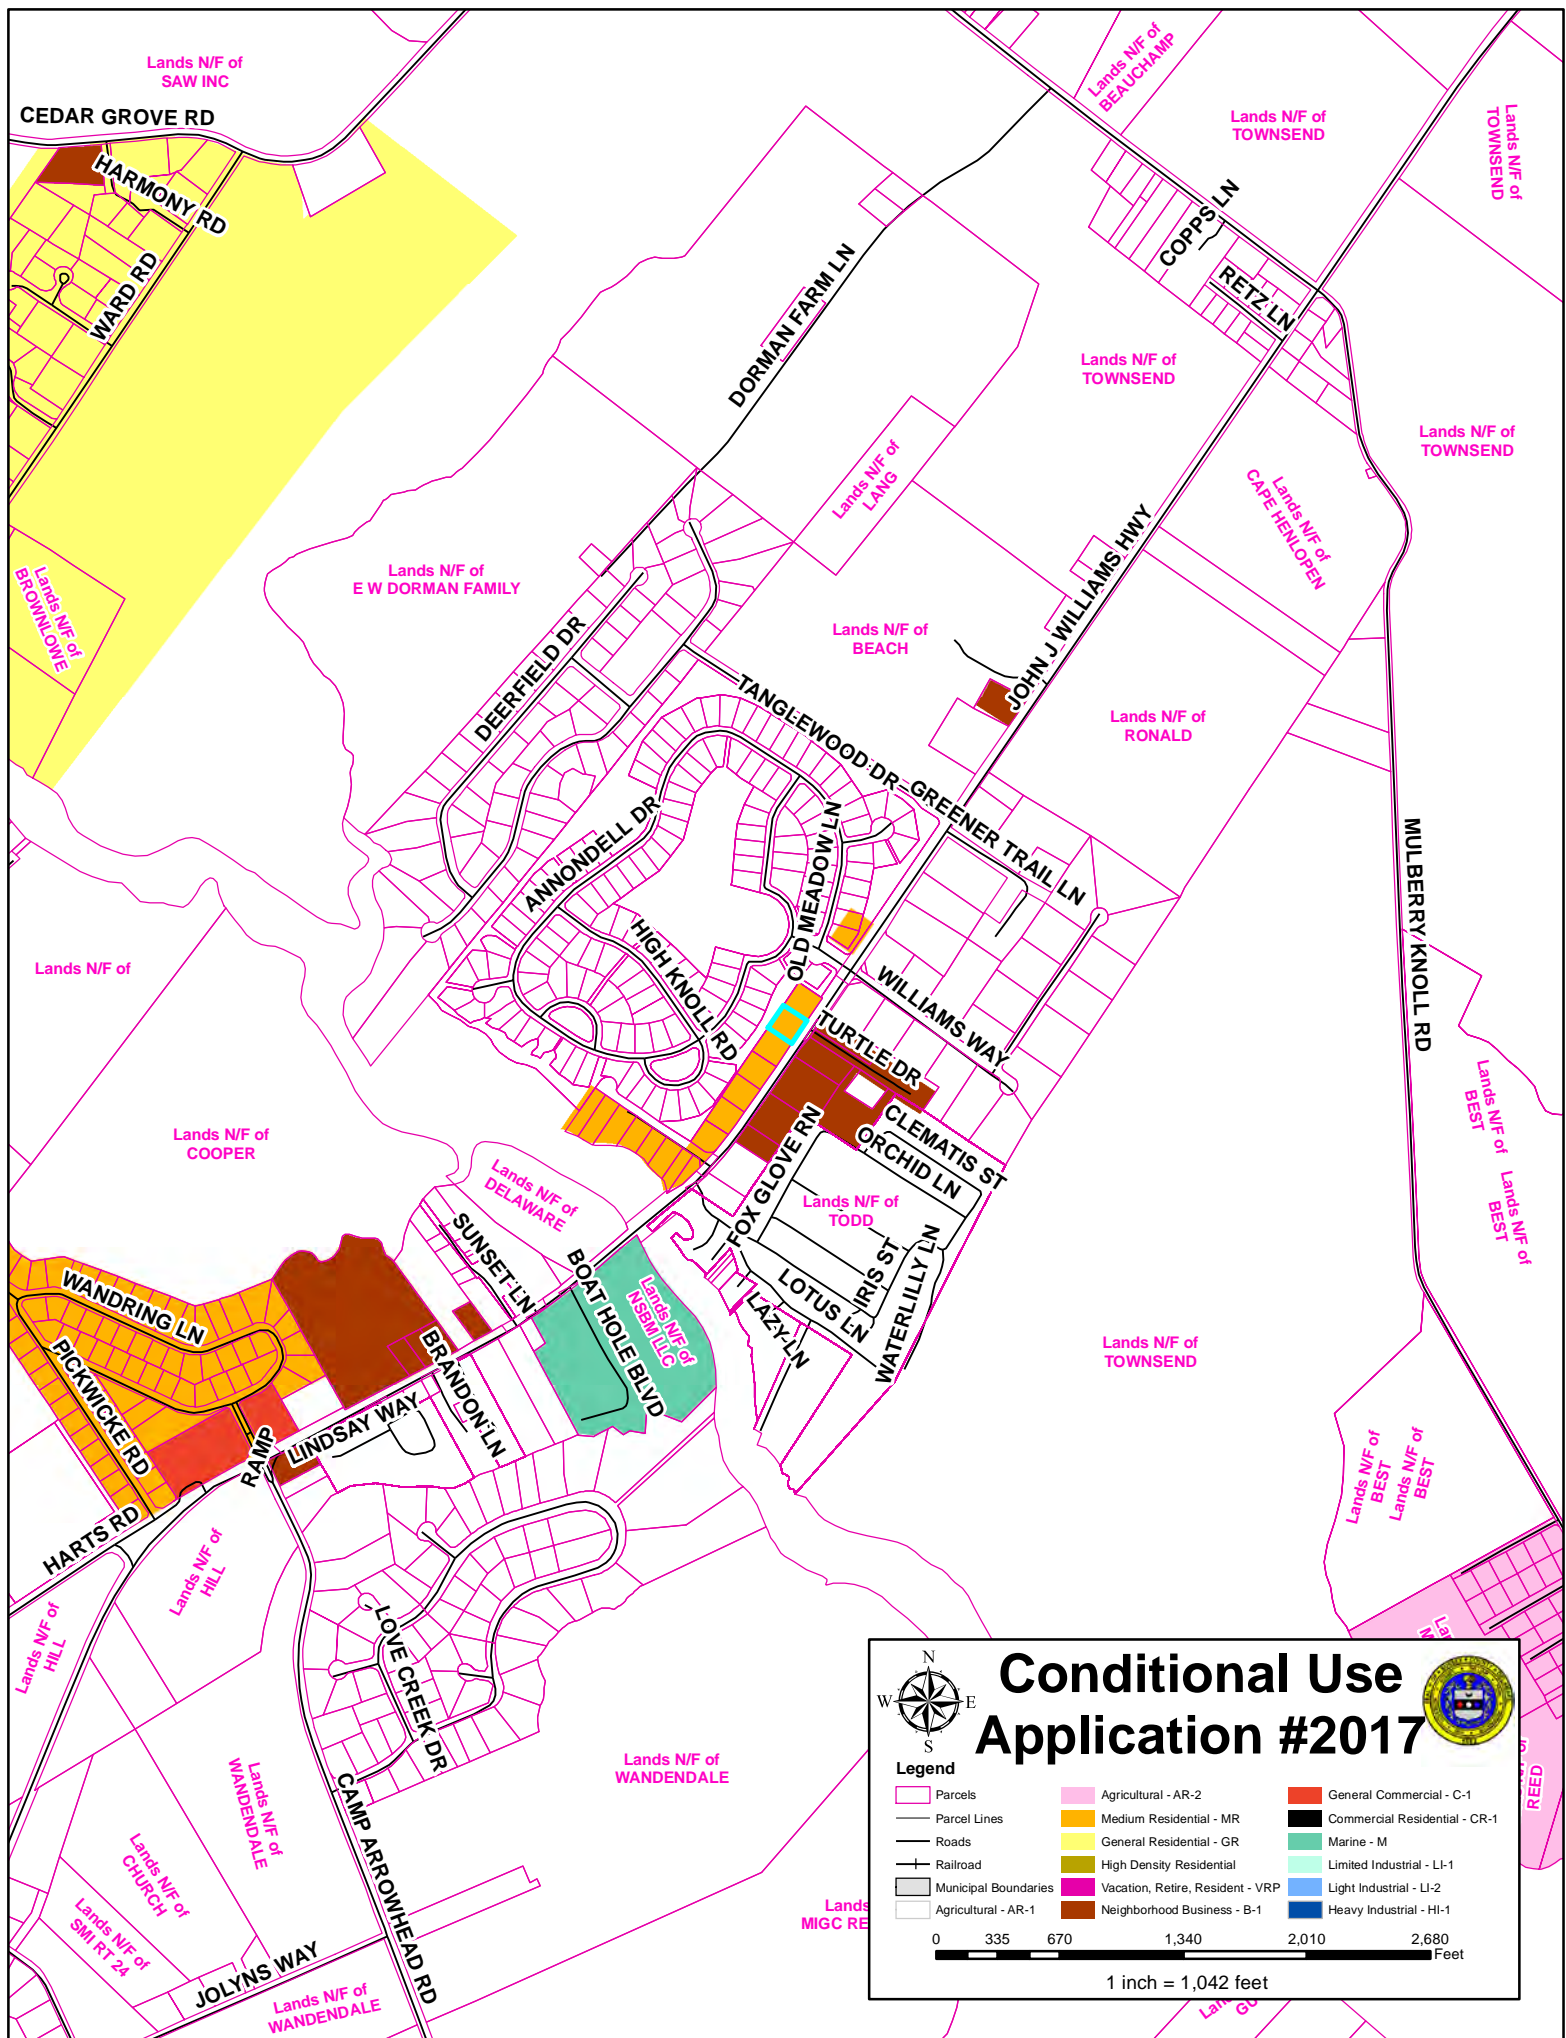 Lands N/F of
SAW INC
CEDAR GROVE RD
HARMONY RD
WARD RD
Lands N/F of
BEAUCHAMP
Lands N/F of
TOWNSEND
Lands N/F of
TOWNSEND
COPPS LN
RETZ LN
DORMAN FARM LN
Lands N/F of
TOWNSEND
Lands N/F of
TOWNSEND
Lands N/F of
LANG
Lands N/F of
CAPE HENLOPEN
JOHN J WILLIAMS HWY
Lands N/F of
BROWNLOWE
Lands N/F of
E W DORMAN FAMILY
Lands N/F of
BEACH
DEERFIELD DR
TANGLEWOOD DR
GREENER TRAIL LN
Lands N/F of
RONALD
ANNONDELL DR
OLD MEADOW LN
MULBERRY KNOLL RD
HIGH KNOLL RD
Lands N/F of
WILLIAMS WAY
TURTLE DR
Lands N/F of
BEST
Lands N/F of
BEST
Lands N/F of
COOPER
CLEMATIS ST
ORCHID LN
FOX GLOVE RN
Lands N/F of
DELAWARE
Lands N/F of
TODD
SUNSET LN
BOAT HOLE BLVD
Lands N/F of
NSBM LLC
IRIS ST
WATERLILLY LN
LOTUS LN
LAZY LN
WANDRING LN
PICKWICKE RD
BRANDON LN
LINDSAY WAY
RAMP
HARTS RD
Lands N/F of
TOWNSEND
Lands N/F of
BEST
Lands N/F of
BEST
Lands N/F of
HILL
Lands N/F of
HILL
LOVE CREEK DR
CAMP ARROWHEAD RD
Lands N/F of
WANDENDALE
Lands N/F of
WANDENDALE
Lands N/F of
CHURCH
Lands N/F of
SMI RT 24
JOLYNS WAY
Lands N/F of
WANDENDALE
Lands
MIGC RE
REED
N
W E
S
Conditional Use
Application #2017
Legend
Parcels
Parcel Lines
Roads
Railroad
Municipal Boundaries
Agricultural - AR-1
Agricultural - AR-2
Medium Residential - MR
General Residential - GR
High Density Residential
Vacation, Retire, Resident - VRP
Neighborhood Business - B-1
General Commercial - C-1
Commercial Residential - CR-1
Marine - M
Limited Industrial - LI-1
Light Industrial - LI-2
Heavy Industrial - HI-1
0 335 670 1,340 2,010 2,680
Feet
1 inch = 1,042 feet